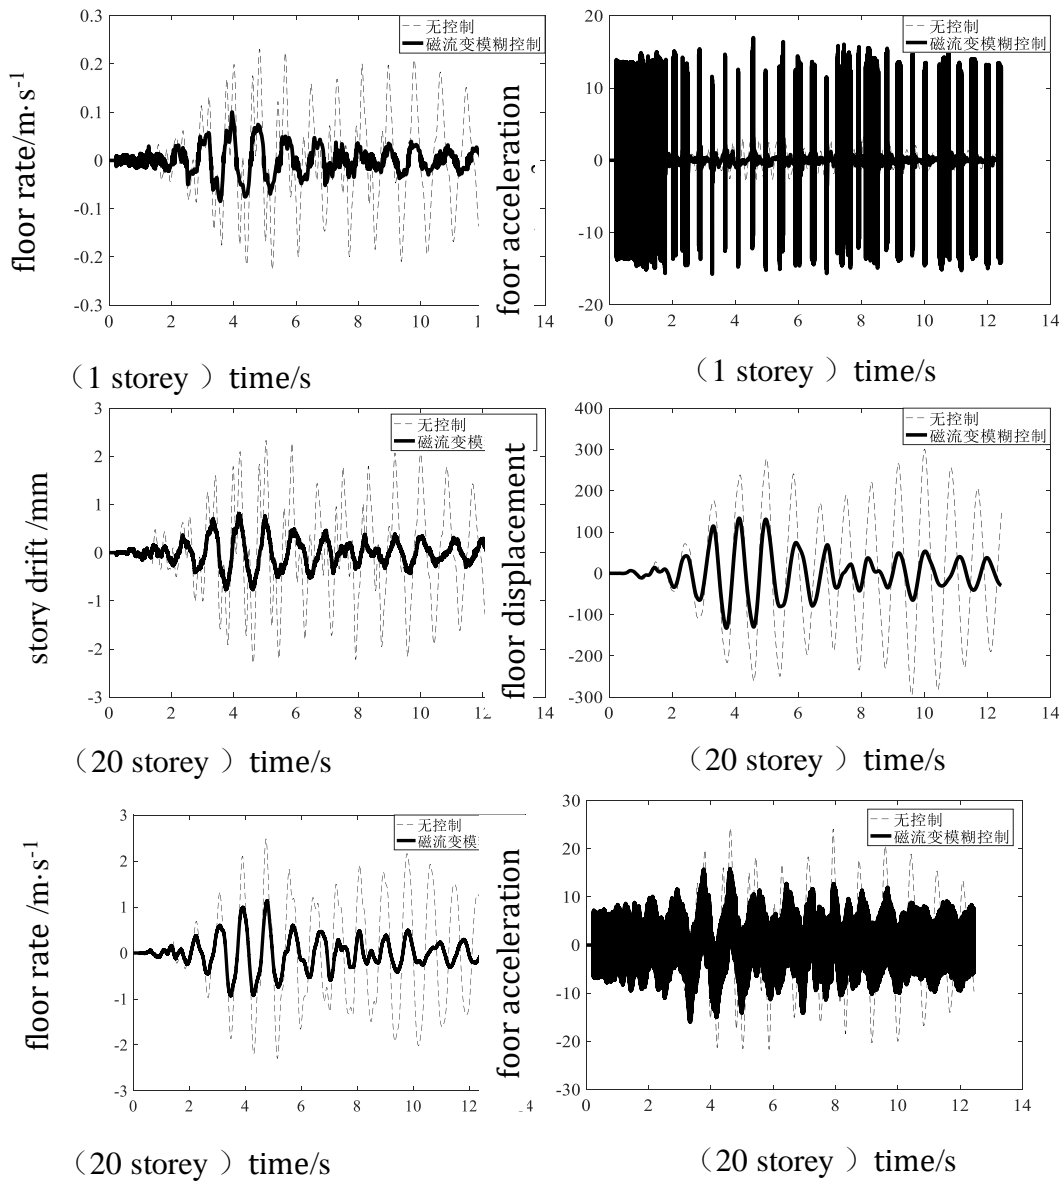 无控制
磁流变模糊控制
floor rate/m·s-1
0.3
0.2
0.1
0
-0.1
-0.2
-0.3
0 2 4 6 8 10 14
（1 storey ）time/s
无控制
磁流变模糊控制
foor acceleration
20
10
0
-10
-20
0 2 4 6 8 10 12 14
（1 storey ）time/s
无控制
磁流变模
story drift /mm
3
2
1
0
-1
-2
-3
0 2 4 6 8 10 12 14
（20 storey ）time/s
无控制
磁流变模糊控制
floor displacement
400
300
200
100
0
-100
-200
-300
0 2 4 6 8 10 12 14
（20 storey ）time/s
无控制
磁流变模
floor rate /m·s-1
3
2
1
0
-1
-2
-3
0 2 4 6 8 10 12 4
（20 storey ）time/s
无控制
磁流变模糊控制
foor acceleration
30
20
10
0
-10
-20
-30
0 2 4 6 8 10 12 14
（20 storey ）time/s